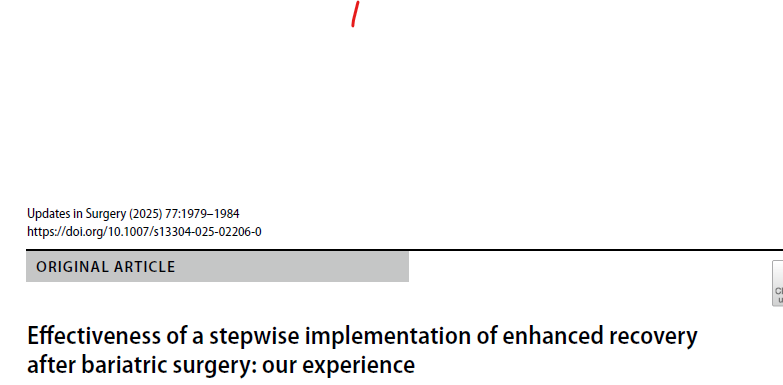 Updates in Surgery (2025) 77:1979–1984
https://doi.org/10.1007/s13304-025-02206-0
ORIGINAL ARTICLE
Effectiveness of a stepwise implementation of enhanced recovery
after bariatric surgery: our experience